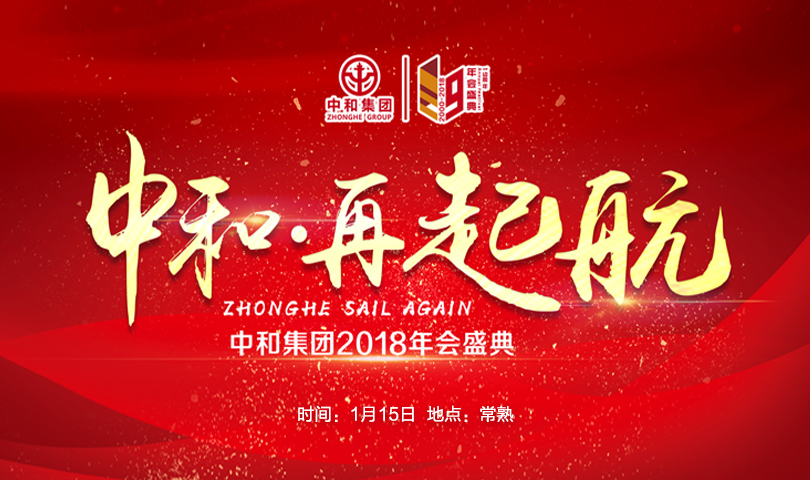 中和集团
ZHONGHE GROUP
2000-2018
年会盛典
中和·再起航
ZHONGHE SAIL AGAIN
中和集团2018年会盛典
时间：1月15日 地点：常熟